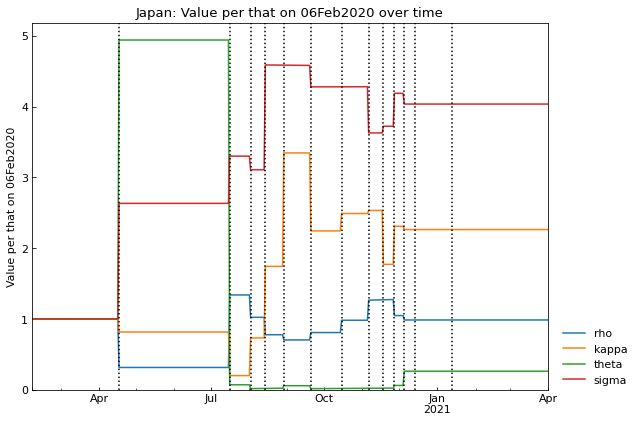 Japan: Value per that on 06Feb2020 over time
Value per that on 06Feb2020
5
4
3
2
1
0
Apr
Jul
Oct
Jan
2021
Apr
rho
kappa
theta
sigma